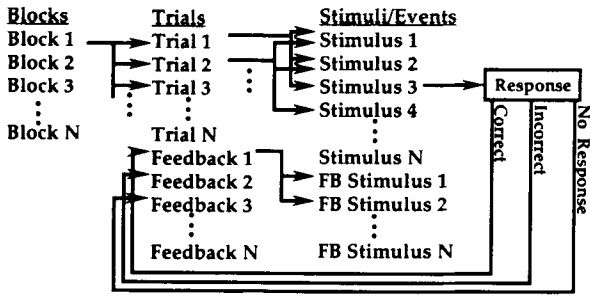 Blocks Trials Stimuli/Events
Block 1 Trial 1 Stimulus 1
Block 2 Trial 2 Stimulus 2
Block 3 Trial 3 Stimulus 3 Response
Stimulus 4
Block N Trial N
Feedback 1 Stimulus N
Feedback 2 FB Stimulus 1
Feedback 3 FB Stimulus 2
Feedback N FB Stimulus N
Correct
Incorrect
No Response